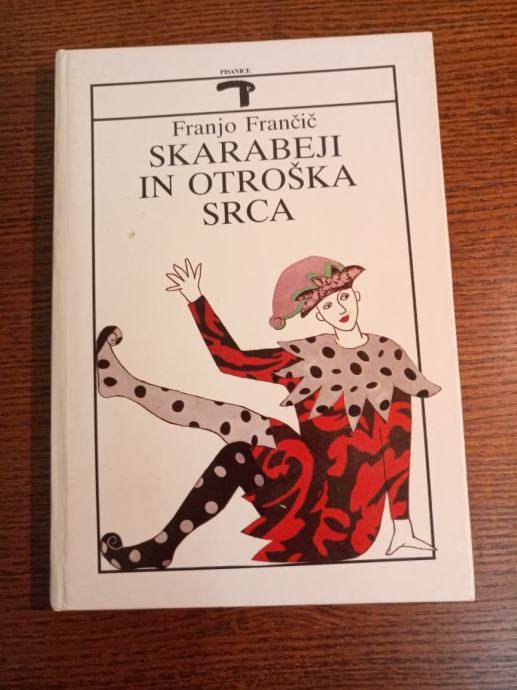 PISANICE
P
Franjo Frančič
SKARABEJI
IN OTROŠKA
SRCA